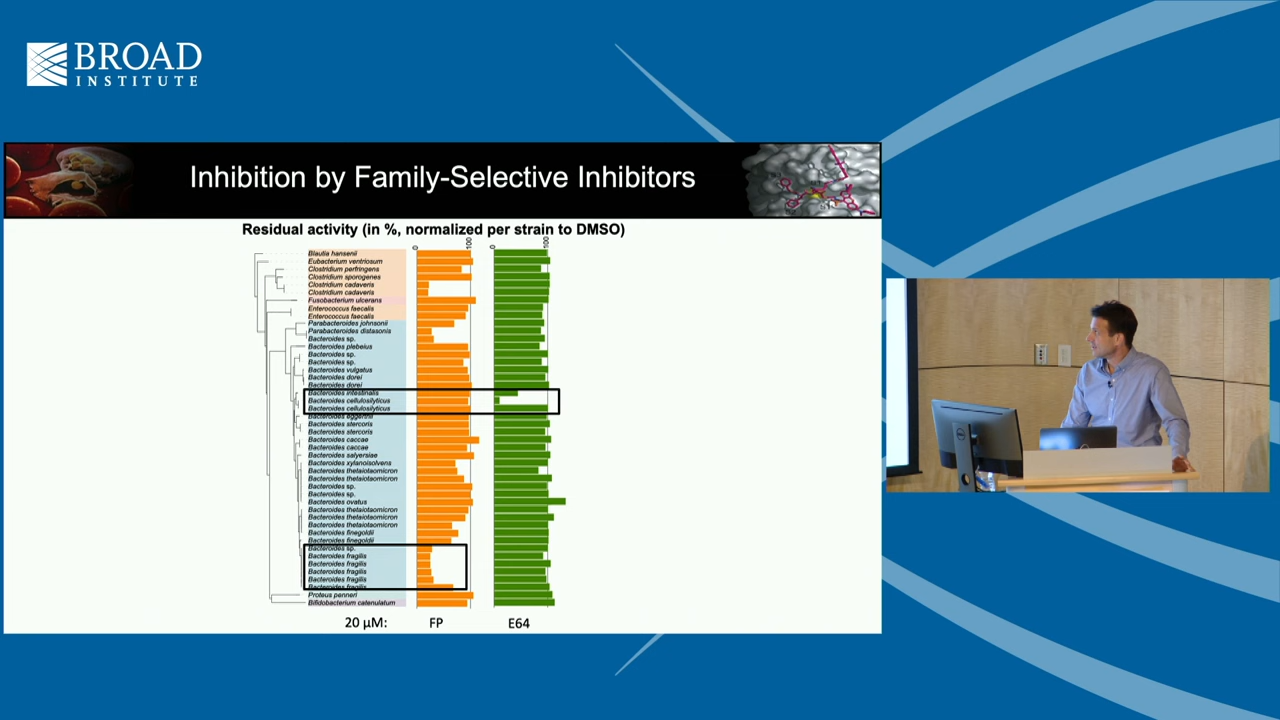 BROAD
INSTITUTE
Inhibition by Family-Selective Inhibitors
Residual activity (in %, normalized per strain to DMSO)
0 100 0 100
Blautia hansenii
Eubacterium ventriosum
Clostridium perfringens
Clostridium sporogenes
Clostridium cadaveris
Clostridium cadaveris
Fusobacterium ulcerans
Enterococcus faecalis
Enterococcus faecalis
Parabacteroides johnsonii
Parabacteroides distasonis
Bacteroides sp.
Bacteroides plebeius
Bacteroides sp.
Bacteroides sp.
Bacteroides vulgatus
Bacteroides dorei
Bacteroides dorei
Bacteroides intestinalis
Bacteroides cellulosilyticus
Bacteroides cellulosilyticus
Bacteroides eggerthii
Bacteroides stercoris
Bacteroides stercoris
Bacteroides caccae
Bacteroides caccae
Bacteroides salyersiae
Bacteroides xylanoisolvens
Bacteroides thetaiotaomicron
Bacteroides thetaiotaomicron
Bacteroides sp.
Bacteroides sp.
Bacteroides ovatus
Bacteroides thetaiotaomicron
Bacteroides thetaiotaomicron
Bacteroides thetaiotaomicron
Bacteroides finegoldii
Bacteroides finegoldii
Bacteroides sp.
Bacteroides fragilis
Bacteroides fragilis
Bacteroides fragilis
Bacteroides fragilis
Bacteroides fragilis
Proteus penneri
Bifidobacterium catenulatum
20 µM: FP E64